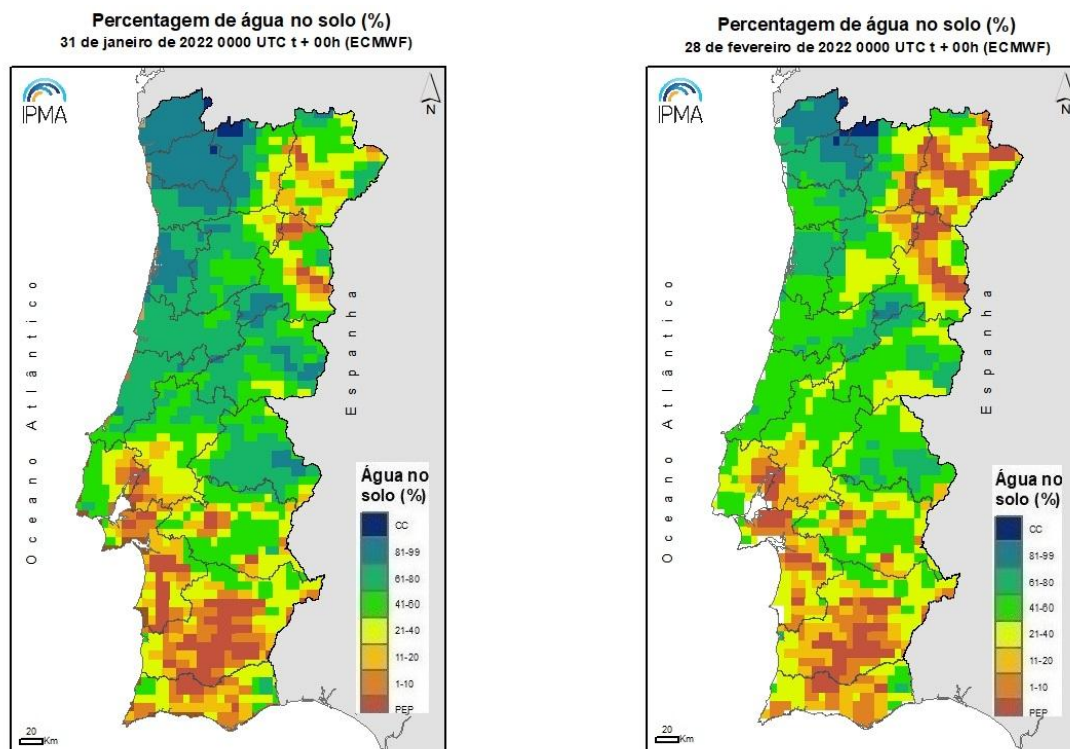 Percentagem de água no solo (%)
31 de janeiro de 2022 0000 UTC t + 00h (ECMWF)
IPMA
N
Oceano Atlântico
Espanha
Água no
solo (%)
CC
81-99
61-80
41-60
21-40
11-20
1-10
PEP
20
Km
Percentagem de água no solo (%)
28 de fevereiro de 2022 0000 UTC t + 00h (ECMWF)
IPMA
N
Oceano Atlântico
Espanha
Água no
solo (%)
CC
81-99
61-80
41-60
21-40
11-20
1-10
PEP
20
Km